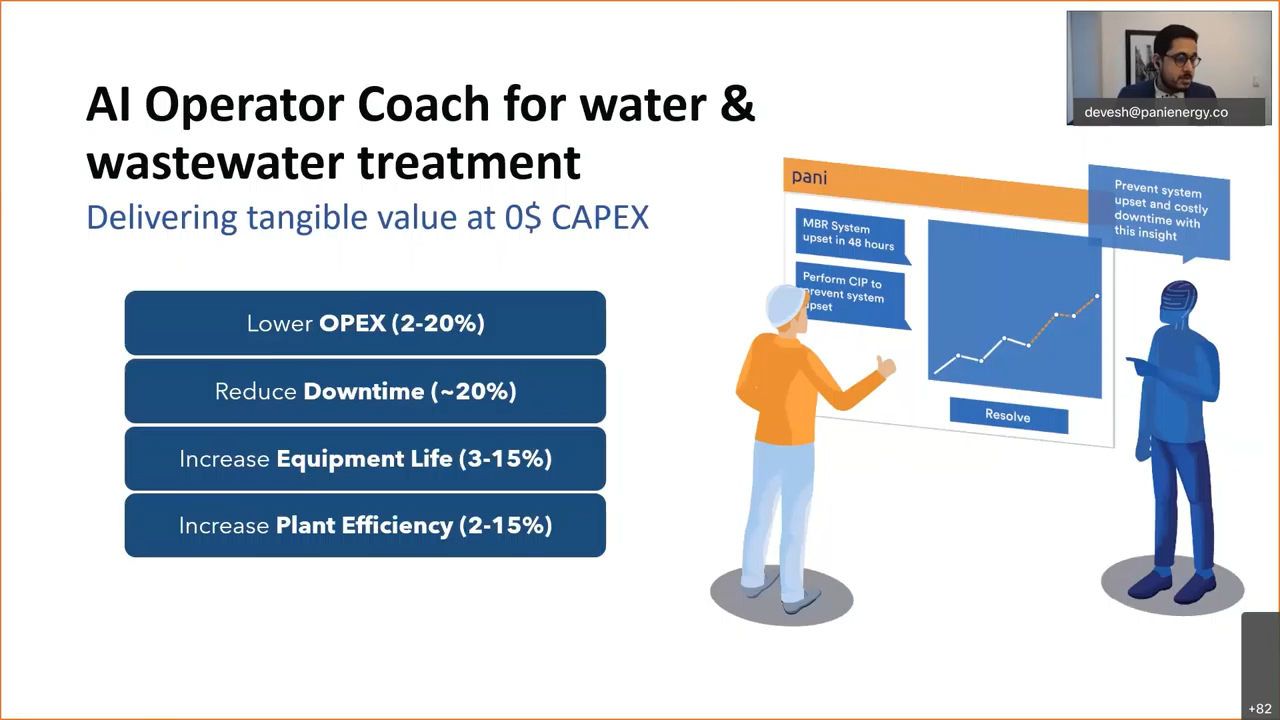 AI Operator Coach for water &
wastewater treatment
Delivering tangible value at 0$ CAPEX
Lower OPEX (2-20%)
Reduce Downtime (~20%)
Increase Equipment Life (3-15%)
Increase Plant Efficiency (2-15%)
devesh@panienergy.co
pani
MBR System
upset in 48 hours
Perform CIP to
prevent system
upset
Prevent system
upset and costly
downtime with
this insight
Resolve
+82